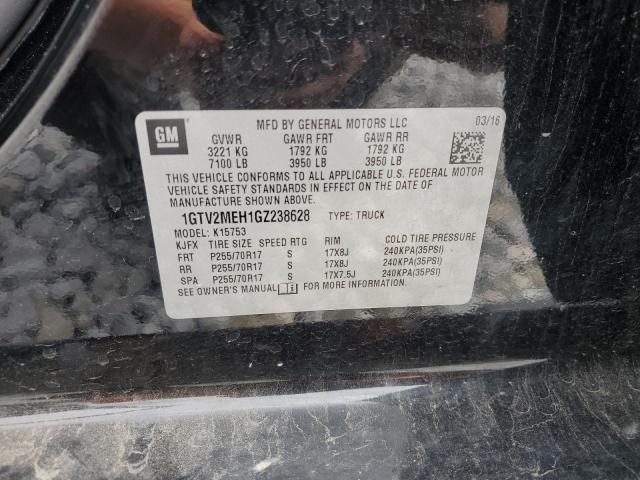 GM
MFD BY GENERAL MOTORS LLC 03/16
GVWR GAWR FRT GAWR RR
3221 KG 1792 KG 1792 KG
7100 LB 3950 LB 3950 LB
THIS VEHICLE CONFORMS TO ALL APPLICABLE U.S. FEDERAL MOTOR
VEHICLE SAFETY STANDARDS IN EFFECT ON THE DATE OF
MANUFACTURE SHOWN ABOVE.
1GTV2MEH1GZ238628 TYPE: TRUCK
MODEL: K15753
KJFX TIRE SIZE SPEED RTG RIM COLD TIRE PRESSURE
FRT P255/70R17 S 17X8J 240KPA(35PSI)
RR P255/70R17 S 17X8J 240KPA(35PSI)
SPA P255/70R17 S 17X7.5J 240KPA(35PSI)
SEE OWNER'S MANUAL FOR MORE INFORMATION.